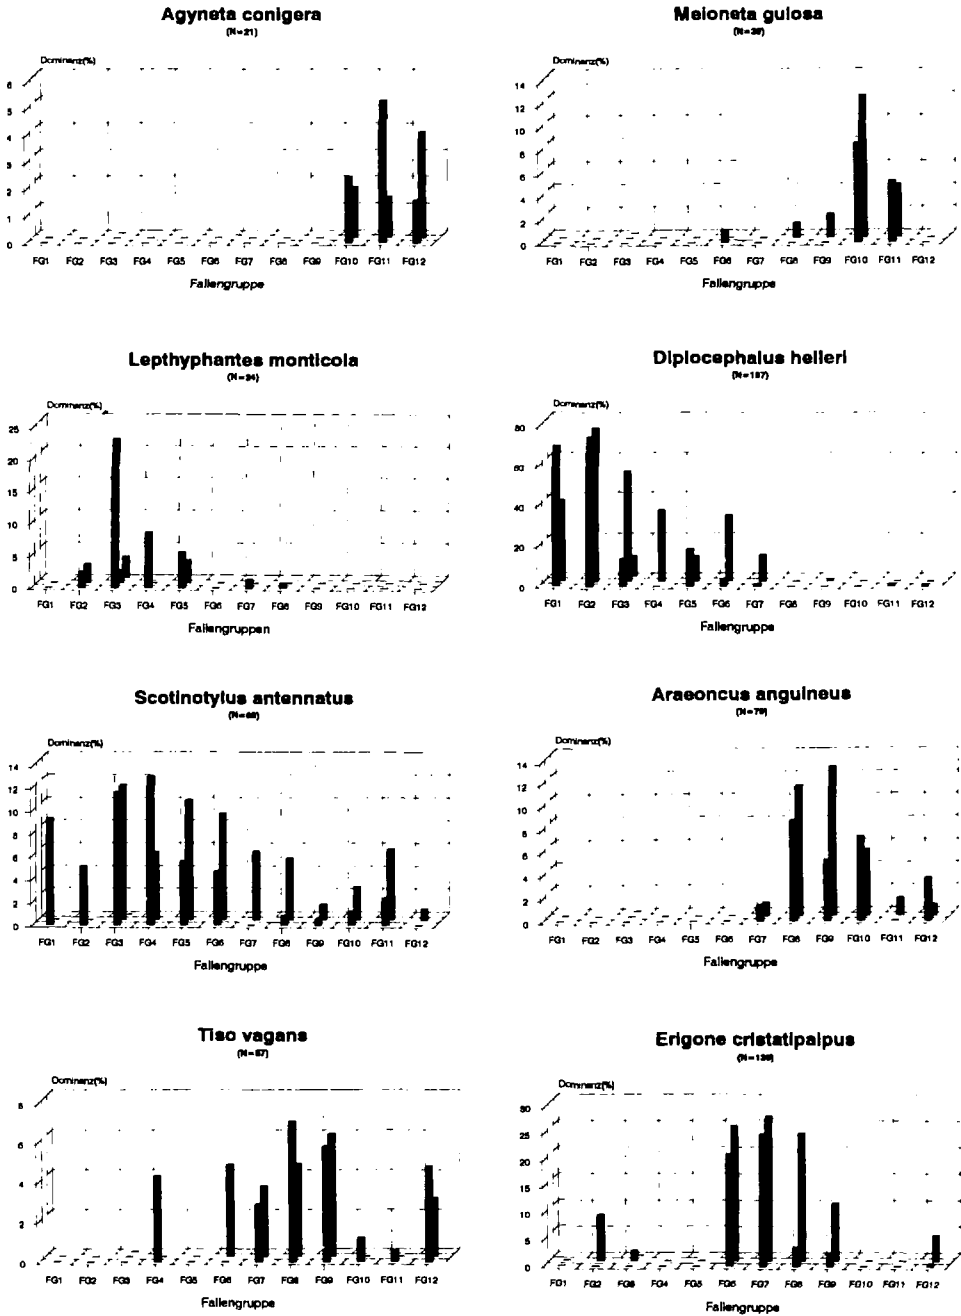 Agyneta conigera
(N=21)
Dominanz(%)
6
5
4
3
2
1
0
FG1 FG2 FG3 FG4 FG5 FG6 FG7 FG8 FG9 FG10 FG11 FG12
Fallengruppe
Meioneta gulosa
Dominanz(%)
14
12
10
8
6
4
2
0
FG1 FG2 FG3 FG4 FG5 FG6 FG7 FG8 FG9 FG10 FG11 FG12
Fallengruppe
Lepthyphantes monticola
(N=34)
Dominanz(%)
25
20
15
10
5
0
FG1 FG2 FG3 FG4 FG5 FG6 FG7 FG8 FG9 FG10 FG11 FG12
Fallengruppen
Diplocephalus helleri
(N=187)
Dominanz(%)
80
60
40
20
0
FG1 FG2 FG3 FG4 FG5 FG6 FG7 FG8 FG9 FG10 FG11 FG12
Fallengruppe
Scotinotylus antennatus
Dominanz(%)
14
12
10
8
6
4
2
0
FG1 FG2 FG3 FG4 FG5 FG6 FG7 FG8 FG9 FG10 FG11 FG12
Fallengruppe
Araeoncus anguineus
Dominanz(%)
14
12
10
8
6
4
2
0
FG1 FG2 FG3 FG4 FG5 FG6 FG7 FG8 FG9 FG10 FG11 FG12
Fallengruppe
Tiso vagans
(N=57)
Dominanz(%)
8
6
4
2
0
FG1 FG2 FG3 FG4 FG5 FG6 FG7 FG8 FG9 FG10 FG11 FG12
Fallengruppe
Erigone cristatipalpus
Dominanz(%)
30
25
20
15
10
5
0
FG1 FG2 FG3 FG4 FG5 FG6 FG7 FG8 FG9 FG10 FG11 FG12
Fallengruppe